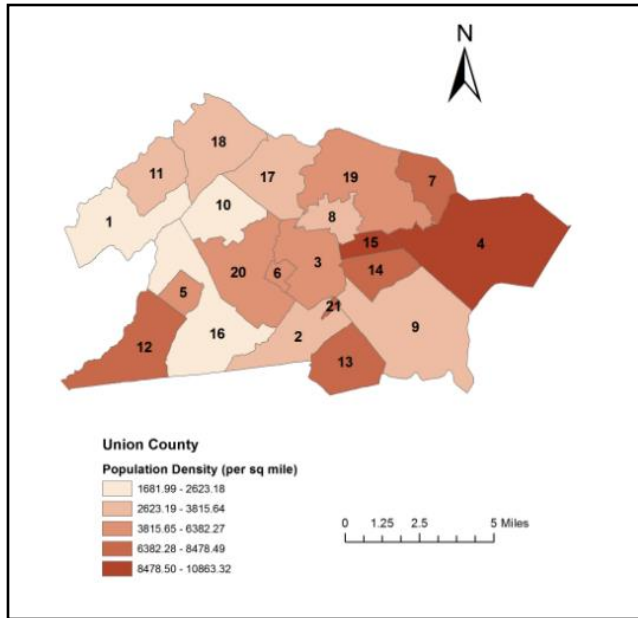 N
18
11
17
19
7
1
10
8
15
4
20
3
14
6
5
21
9
16
2
12
13
Union County
Population Density (per sq mile)
1681.99 - 2623.18
2623.19 - 3815.64
3815.65 - 6382.27
6382.28 - 8478.49
8478.50 - 10863.32
0 1.25 2.5 5 Miles